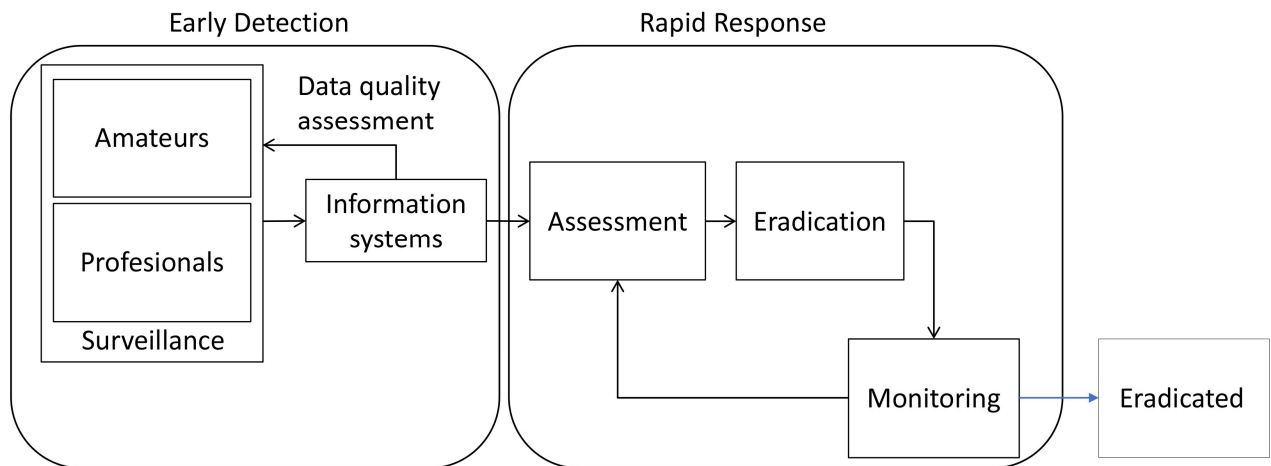 Early Detection
Rapid Response
Data quality
assessment
Amateurs
Information
systems
Profesionals
Surveillance
Assessment
Eradication
Monitoring
Eradicated